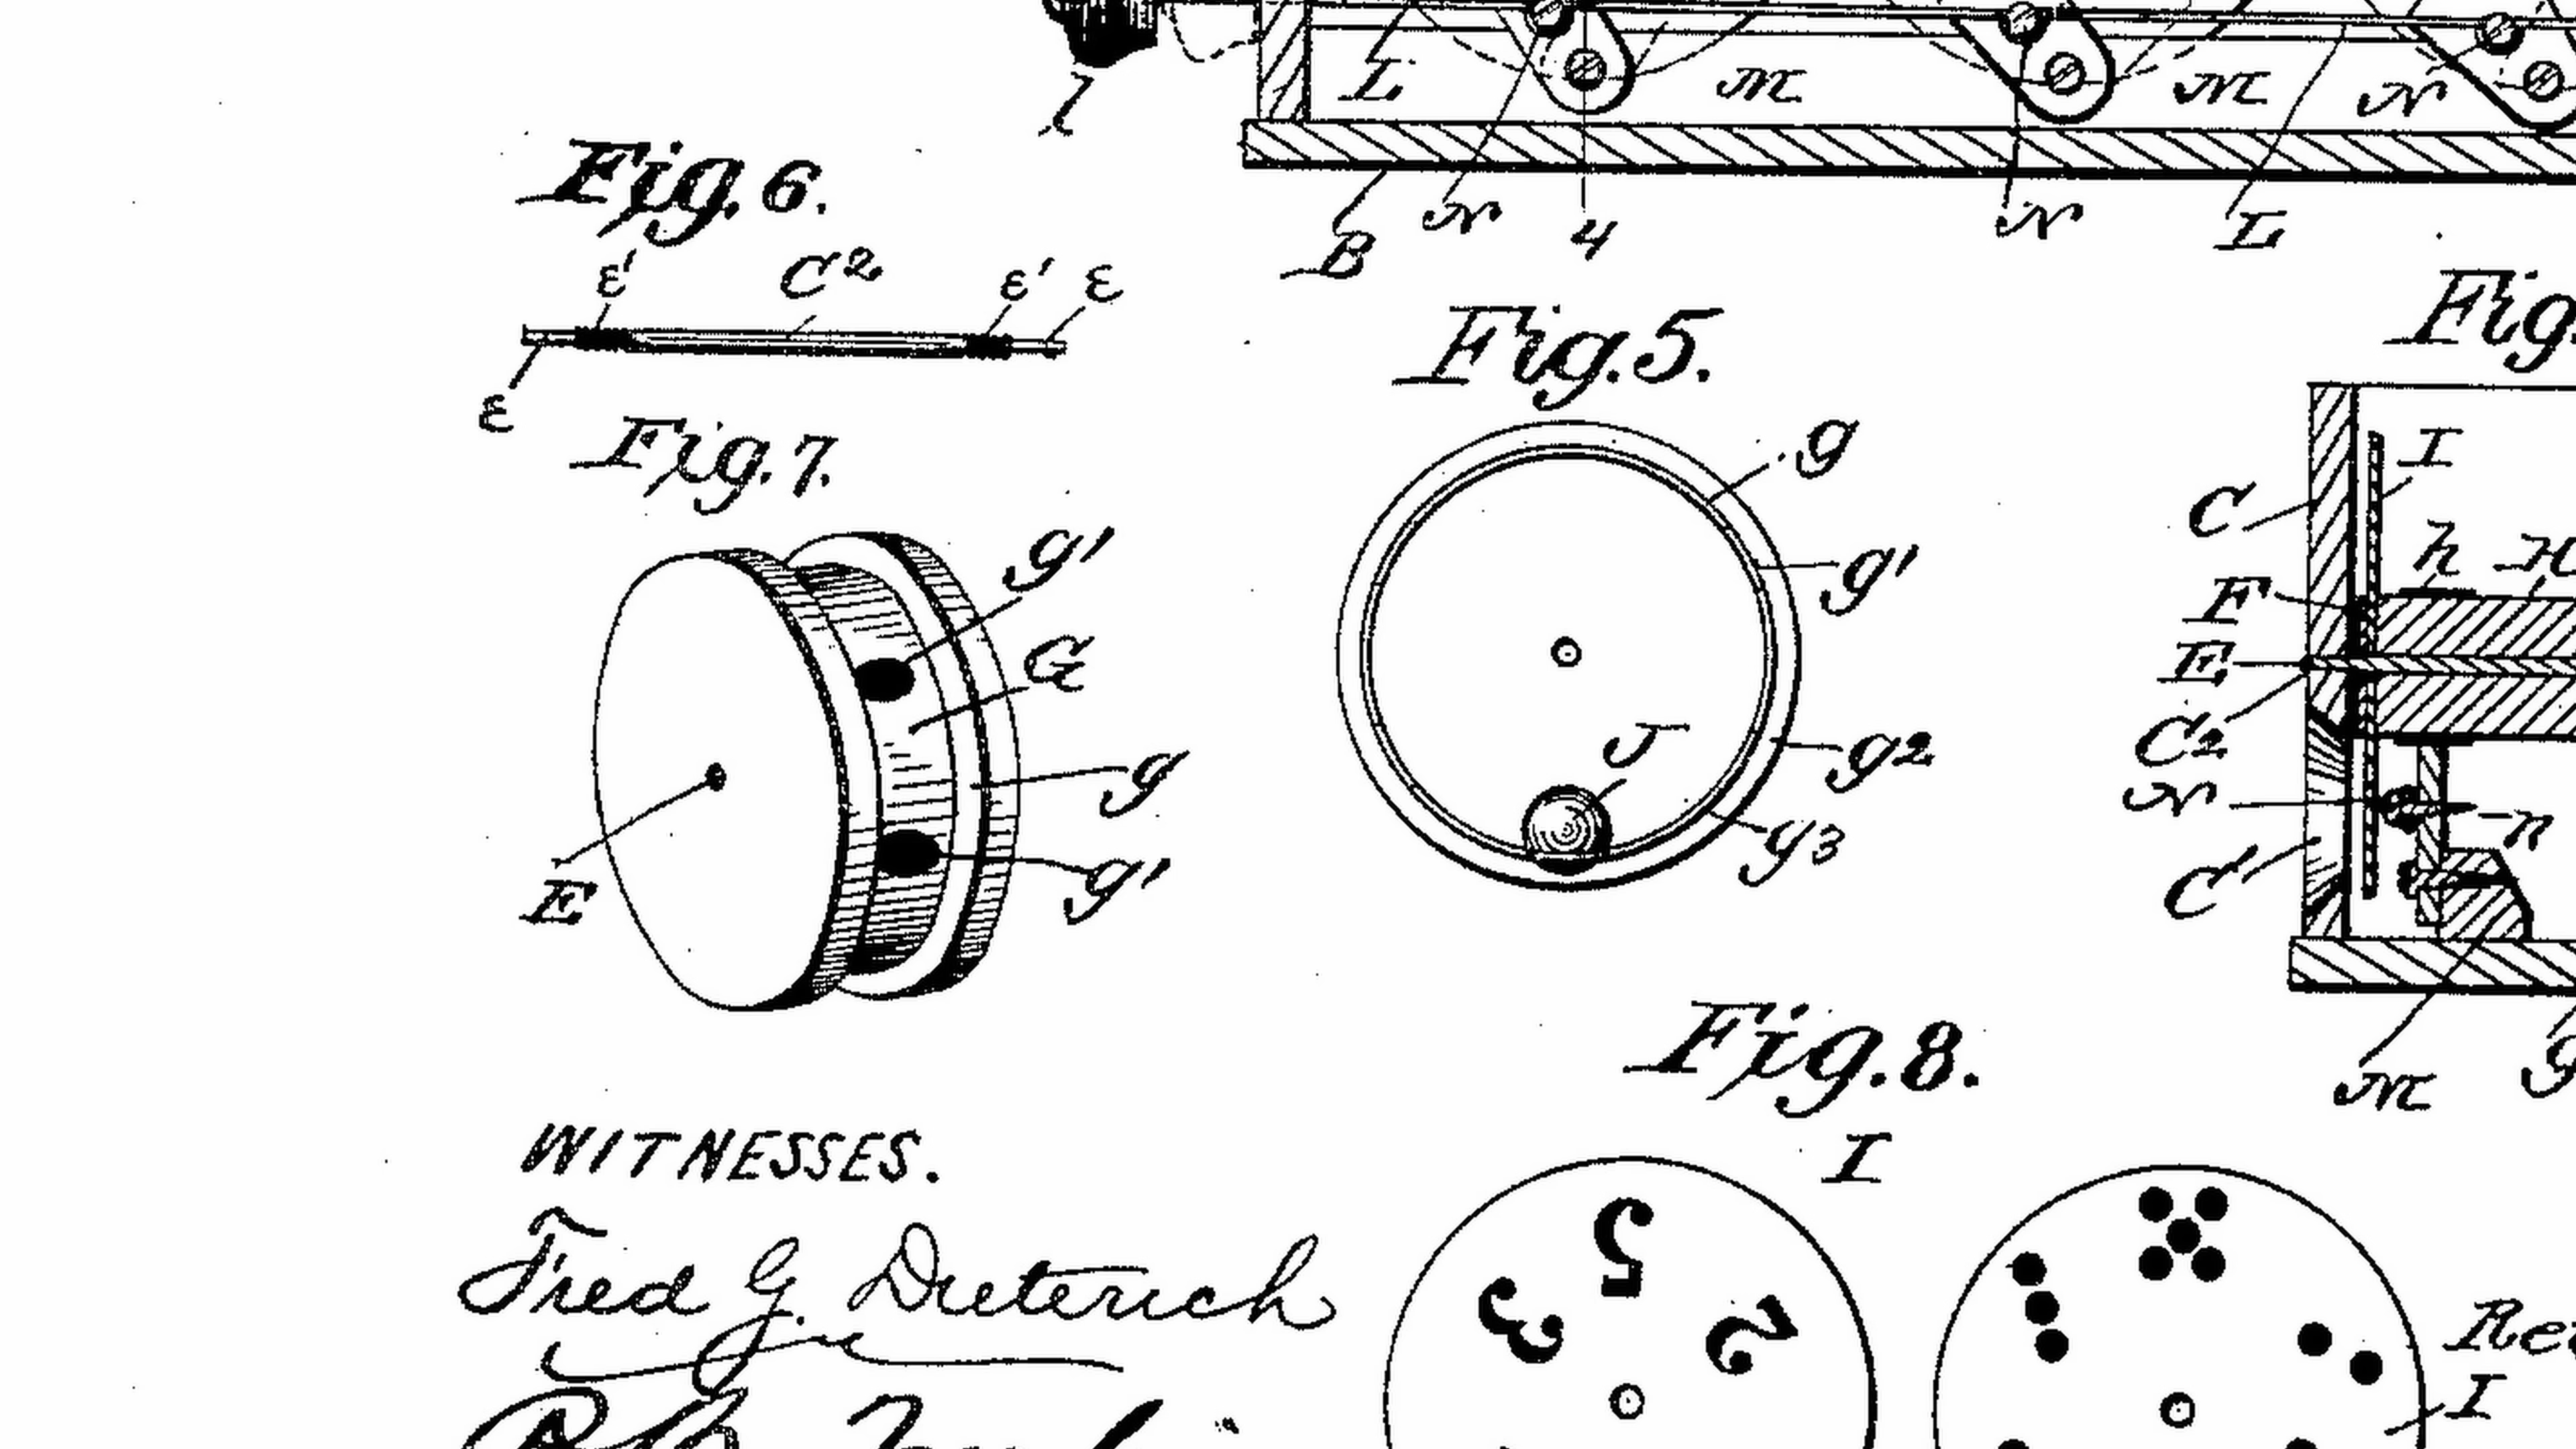 l
L
M
M
N
B
N
4
N
L
Fig. 6.
ε' C² ε' ε
ε
Fig. 5.
g
g'
J
g2
g3
Fig. 7.
g'
G
g
g'
E
Fig.
I
C
h H
F
E
C2
N
n
C'
M
g
Fig. 8.
I
5
3 2
I
WITNESSES.
Fred G. Dieterich